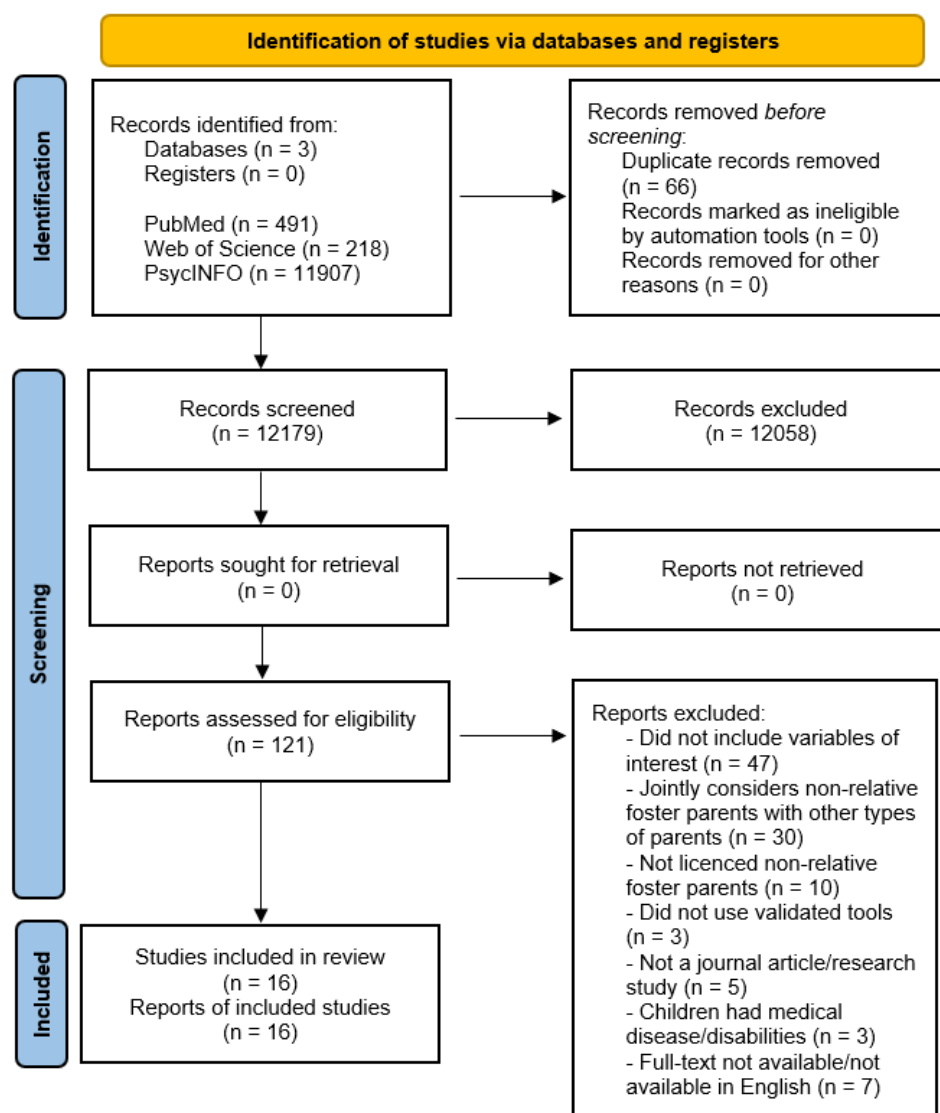 Identification of studies via databases and registers
Identification
Records identified from:
Databases (n = 3)
Registers (n = 0)
PubMed (n = 491)
Web of Science (n = 218)
PsycINFO (n = 11907)
Records removed before
screening:
Duplicate records removed
(n = 66)
Records marked as ineligible
by automation tools (n = 0)
Records removed for other
reasons (n = 0)
Screening
Records screened
(n = 12179)
Records excluded
(n = 12058)
Reports sought for retrieval
(n = 0)
Reports not retrieved
(n = 0)
Reports assessed for eligibility
(n = 121)
Reports excluded:
- Did not include variables of
interest (n = 47)
- Jointly considers non-relative
foster parents with other types
of parents (n = 30)
- Not licenced non-relative
foster parents (n = 10)
- Did not use validated tools
(n = 3)
- Not a journal article/research
study (n = 5)
- Children had medical
disease/disabilities (n = 3)
- Full-text not available/not
available in English (n = 7)
Included
Studies included in review
(n = 16)
Reports of included studies
(n = 16)